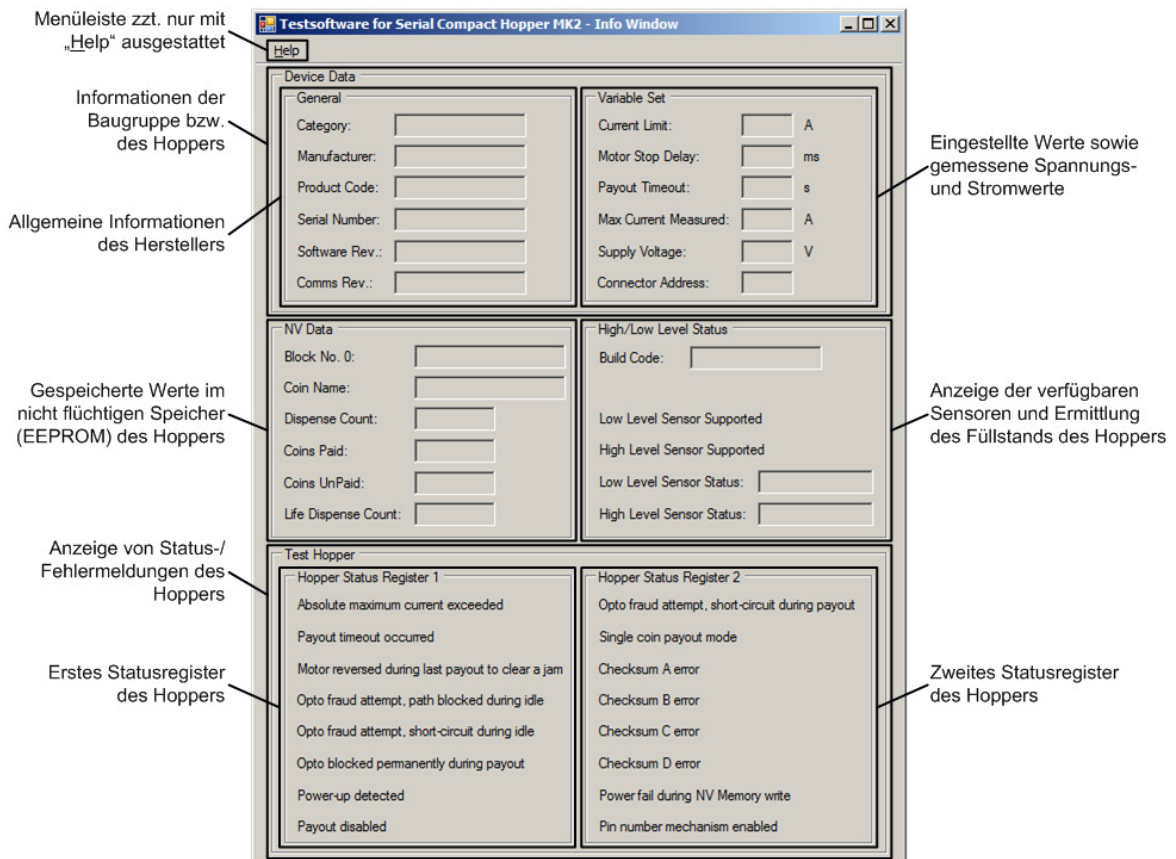 Menüleiste zzt. nur mit
„Help“ ausgestattet
Testsoftware for Serial Compact Hopper MK2 - Info Window
Help
Informationen der
Baugruppe bzw.
des Hoppers
Allgemeine Informationen
des Herstellers
Device Data
General
Category:
Manufacturer:
Product Code:
Serial Number:
Software Rev.:
Comms Rev.:
Variable Set
Current Limit: A
Motor Stop Delay: ms
Payout Timeout: s
Max Current Measured: A
Supply Voltage: V
Connector Address:
Eingestellte Werte sowie
gemessene Spannungs-
und Stromwerte
Gespeicherte Werte im
nicht flüchtigen Speicher
(EEPROM) des Hoppers
NV Data
Block No. 0:
Coin Name:
Dispense Count:
Coins Paid:
Coins UnPaid:
Life Dispense Count:
High/Low Level Status
Build Code:
Low Level Sensor Supported
High Level Sensor Supported
Low Level Sensor Status:
High Level Sensor Status:
Anzeige der verfügbaren
Sensoren und Ermittlung
des Füllstands des Hoppers
Anzeige von Status-/
Fehlermeldungen des
Hoppers
Erstes Statusregister
des Hoppers
Test Hopper
Hopper Status Register 1
Absolute maximum current exceeded
Payout timeout occurred
Motor reversed during last payout to clear a jam
Opto fraud attempt, path blocked during idle
Opto fraud attempt, short-circuit during idle
Opto blocked permanently during payout
Power-up detected
Payout disabled
Hopper Status Register 2
Opto fraud attempt, short-circuit during payout
Single coin payout mode
Checksum A error
Checksum B error
Checksum C error
Checksum D error
Power fail during NV Memory write
Pin number mechanism enabled
Zweites Statusregister
des Hoppers